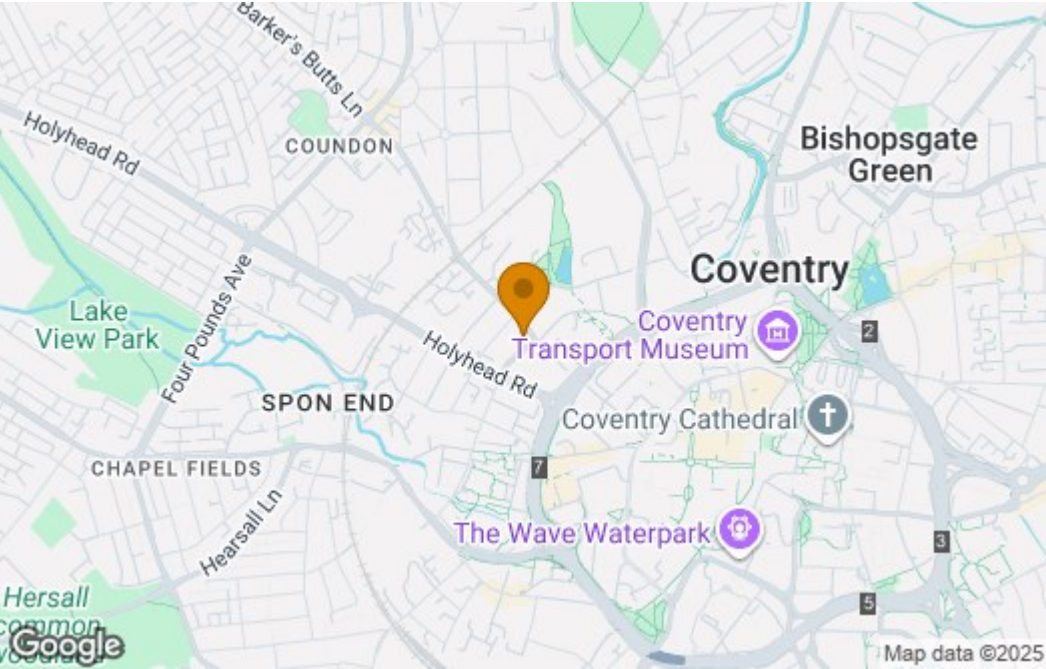 Barker's Butts Ln
Holyhead Rd
COUNDON
Bishopsgate
Green
Four Pounds Ave
Coventry
Lake
View Park
Coventry
Transport Museum
2
Holyhead Rd
SPON END
Coventry Cathedral
CHAPEL FIELDS
7
Hearsall Ln
The Wave Waterpark
3
Hersall
common
5
Google
Map data ©2025